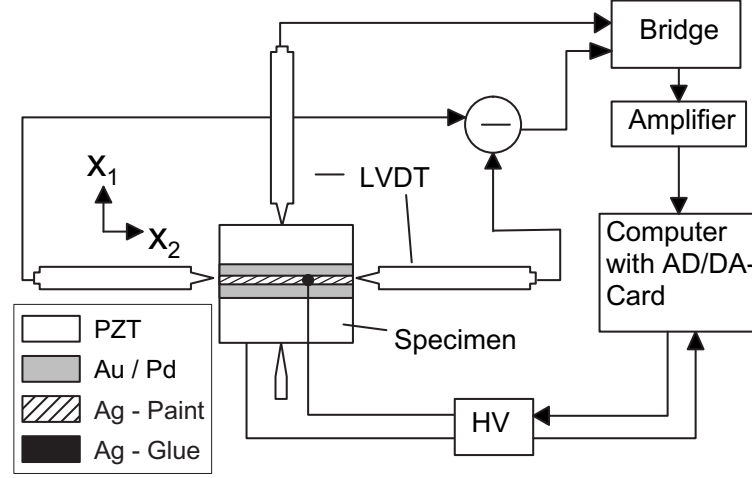 Bridge
Amplifier
LVDT
X1
X2
Computer
with AD/DA-
Card
PZT
Au / Pd
Ag - Paint
Ag - Glue
Specimen
HV